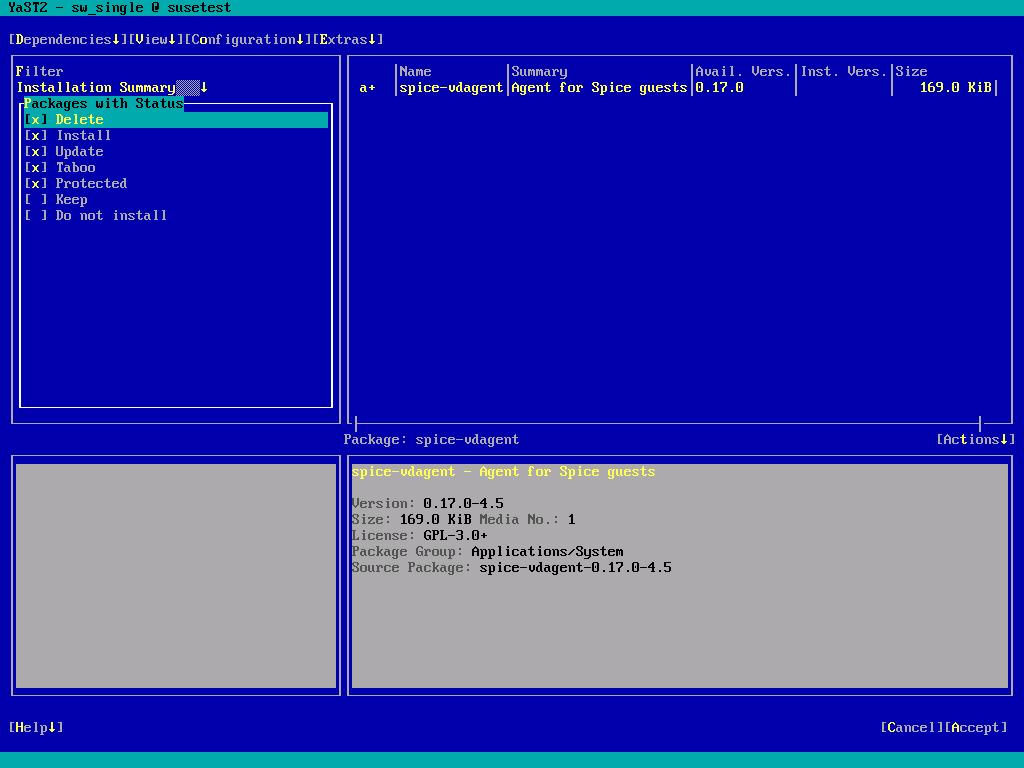 YaST2 - sw_single @ susetest
[Dependencies↓][View↓][Configuration↓][Extras↓]
Filter
Installation Summary↓
Packages with Status
[x] Delete
[x] Install
[x] Update
[x] Taboo
[x] Protected
[ ] Keep
[ ] Do not install
|Name |Summary |Avail. Vers.|Inst. Vers.|Size
a+ |spice-vdagent|Agent for Spice guests|0.17.0 | | 169.0 KiB|
Package: spice-vdagent [Actions↓]
spice-vdagent - Agent for Spice guests
Version: 0.17.0-4.5
Size: 169.0 KiB Media No.: 1
License: GPL-3.0+
Package Group: Applications/System
Source Package: spice-vdagent-0.17.0-4.5
[Help↓] [Cancel][Accept]